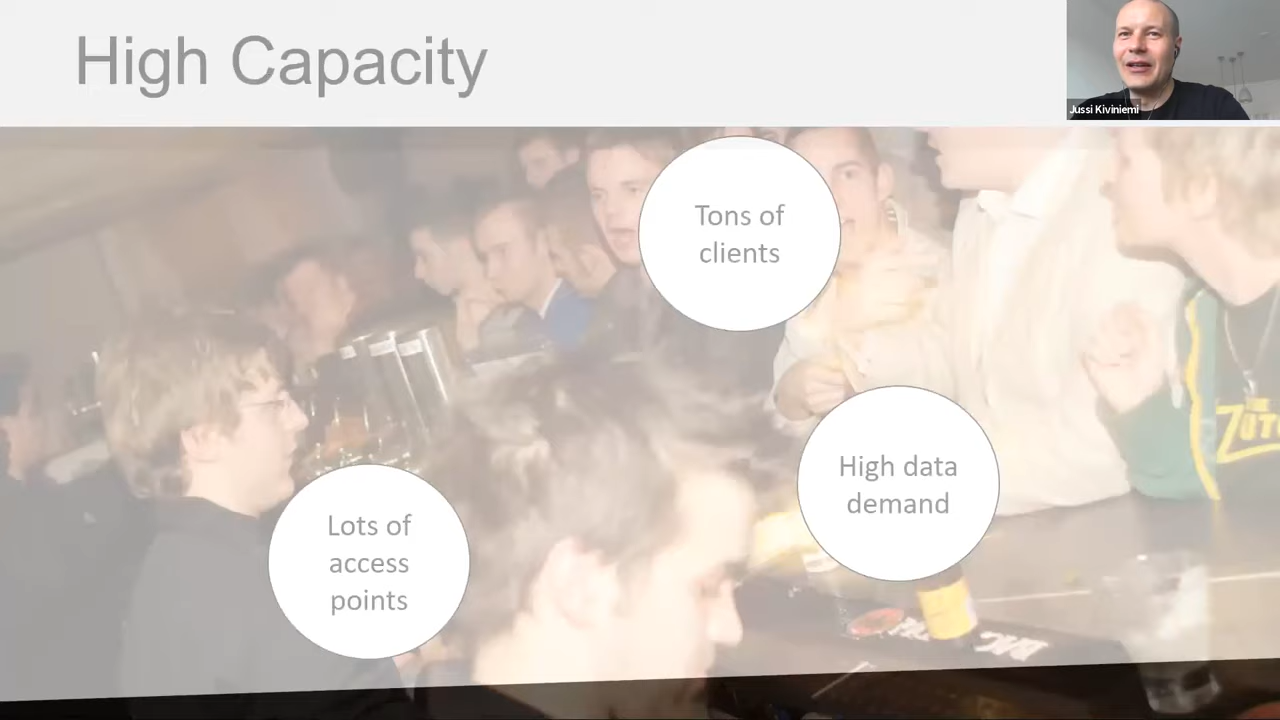 High Capacity
Jussi Kiviniemi
Tons of
clients
High data
demand
Lots of
access
points